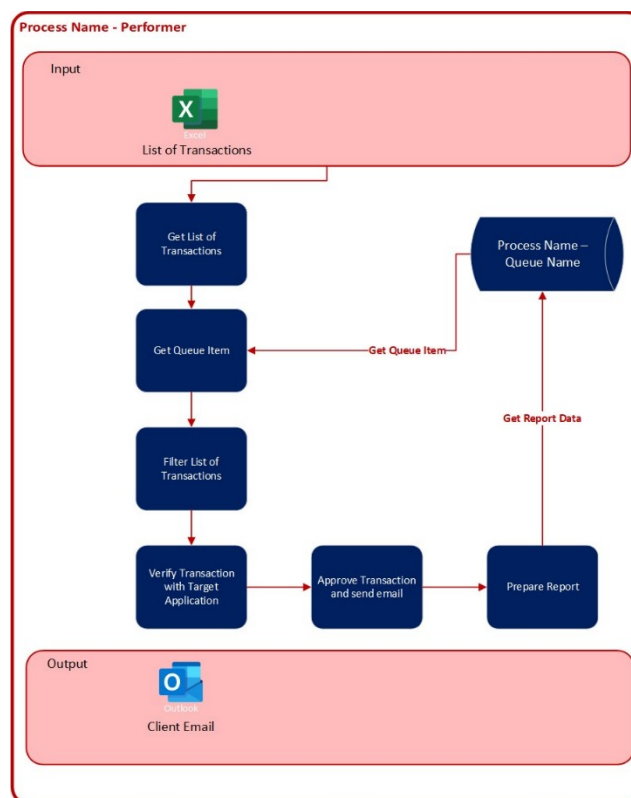 Process Name - Performer
Input
X
Excel
List of Transactions
Get List of
Transactions
Process Name –
Queue Name
Get Queue Item
Get Queue Item
Get Report Data
Filter List of
Transactions
Verify Transaction
with Target
Application
Approve Transaction
and send email
Prepare Report
Output
O
Outlook
Client Email